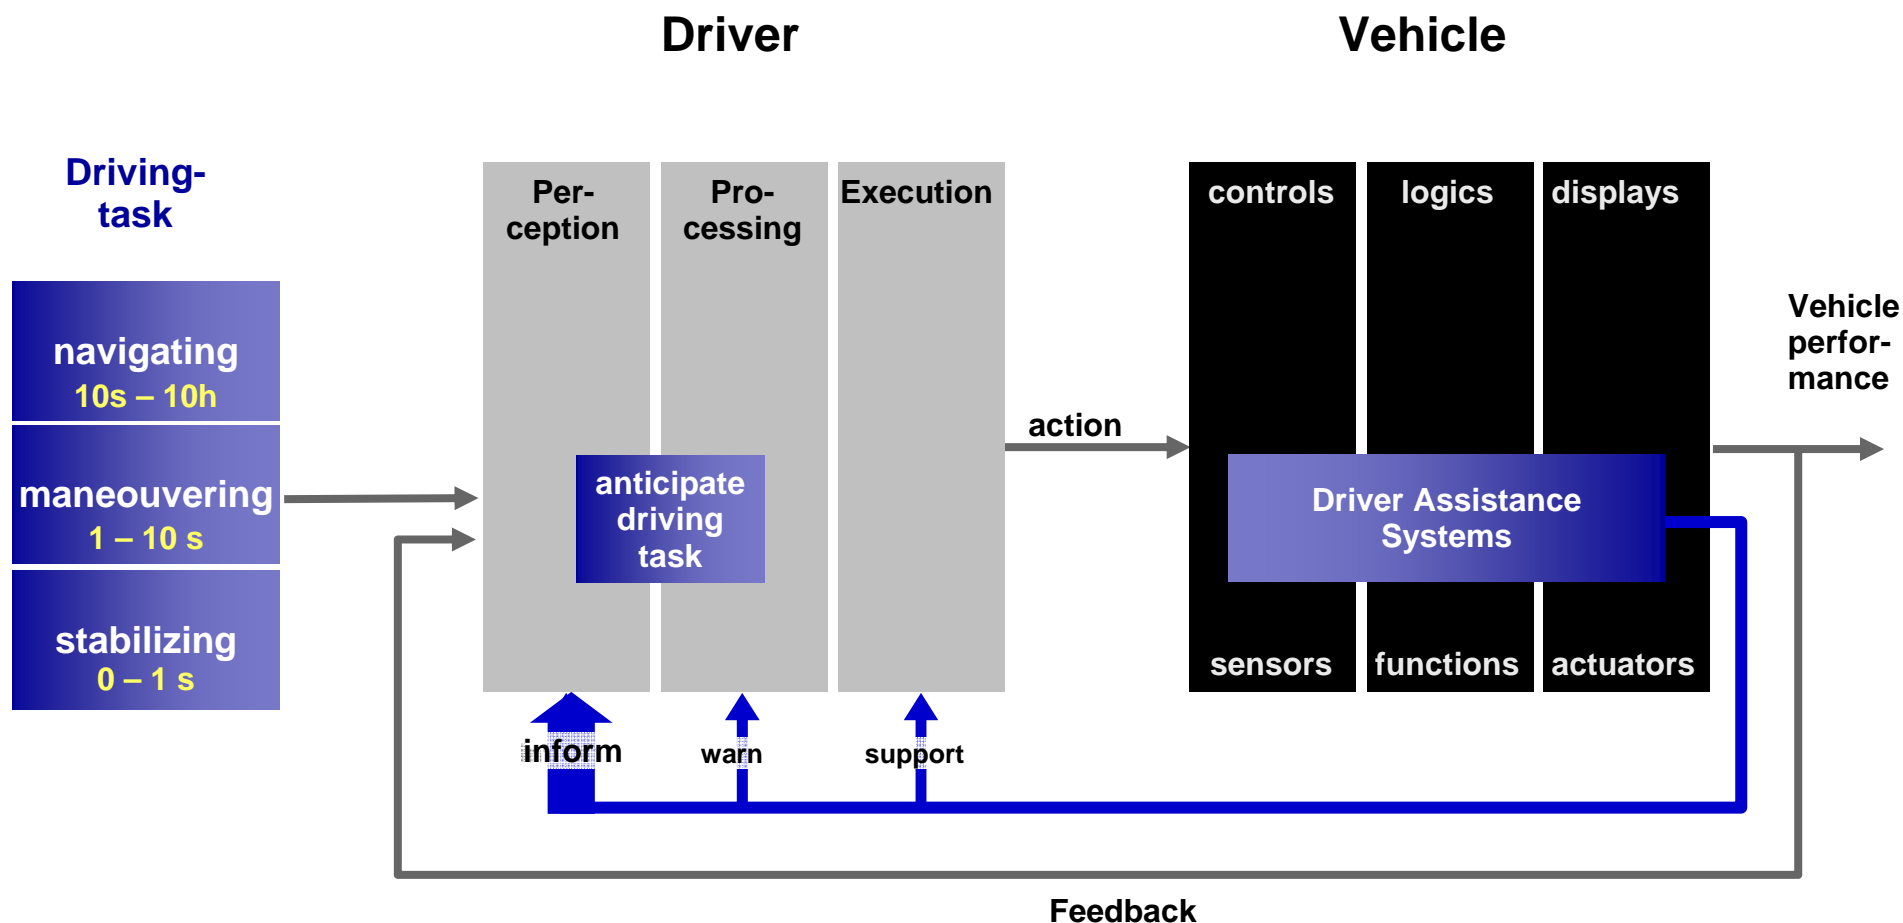 Driver
Vehicle
Driving-
task
navigating
10s – 10h
maneouvering
1 – 10 s
stabilizing
0 – 1 s
Per-
ception
Pro-
cessing
Execution
anticipate
driving
task
action
controls
logics
displays
Driver Assistance
Systems
sensors
functions
actuators
Vehicle
perfor-
mance
inform
warn
support
Feedback